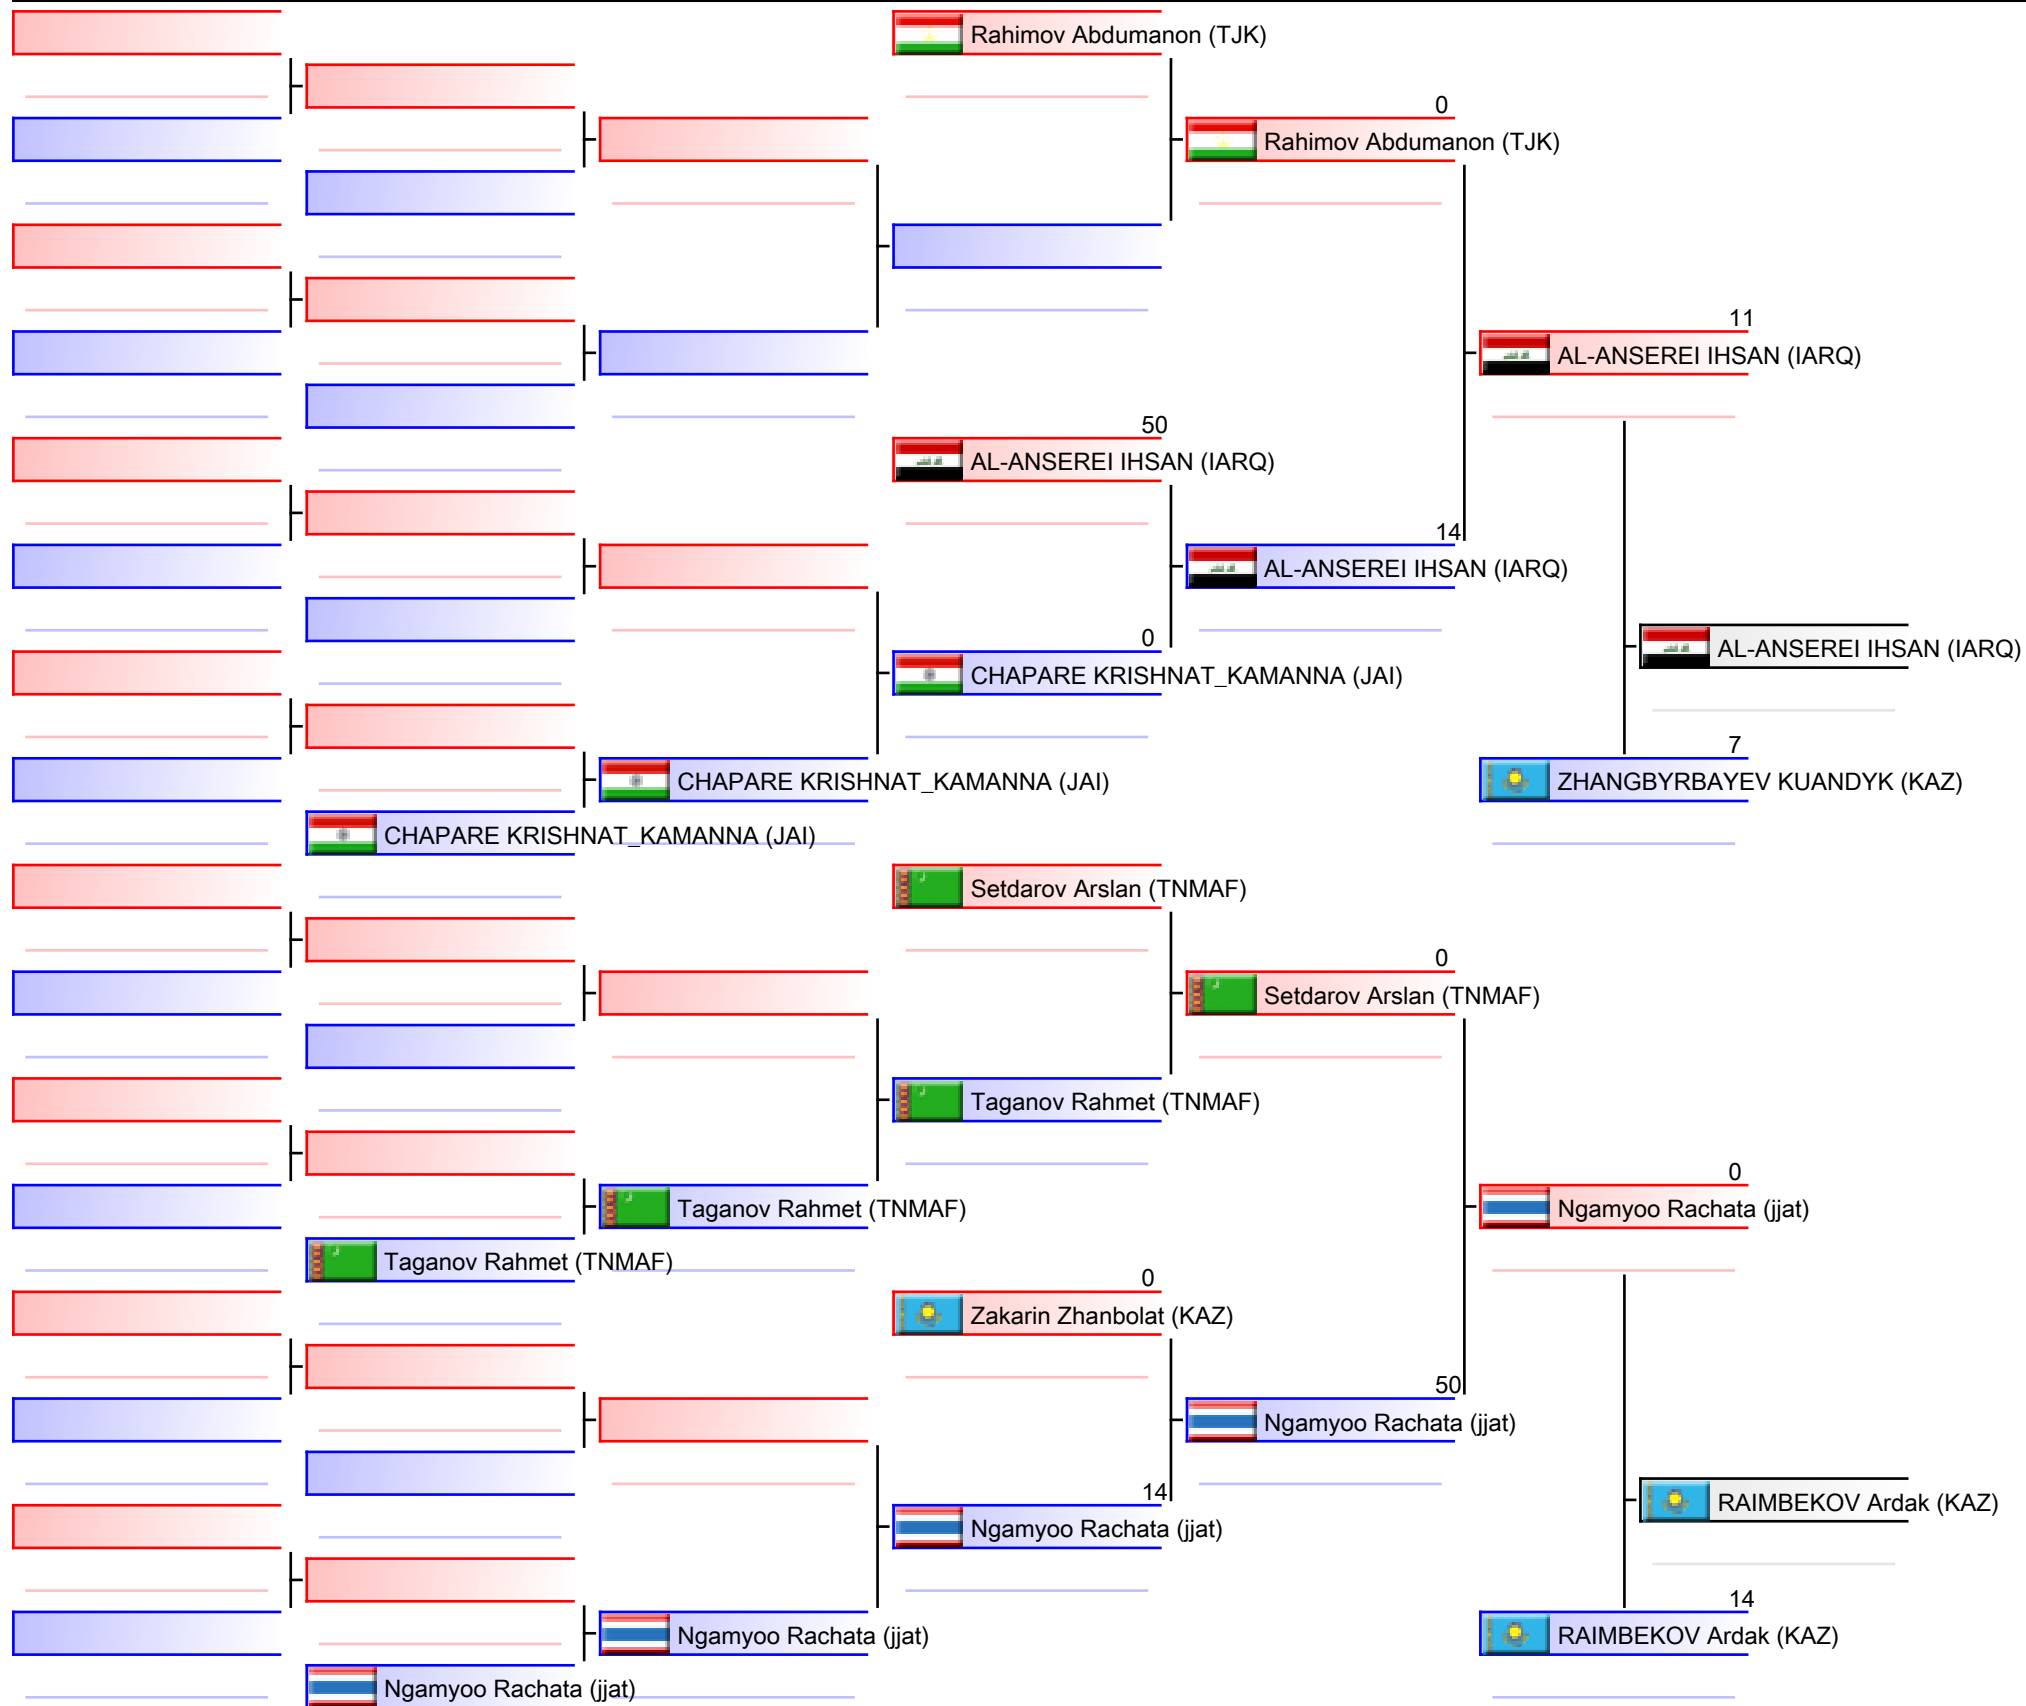 Rahimov Abdumanon (TJK)
0
Rahimov Abdumanon (TJK)
11
AL-ANSEREI IHSAN (IARQ)
50
AL-ANSEREI IHSAN (IARQ)
14
AL-ANSEREI IHSAN (IARQ)
0
AL-ANSEREI IHSAN (IARQ)
CHAPARE KRISHNAT_KAMANNA (JAI)
7
CHAPARE KRISHNAT_KAMANNA (JAI)
ZHANGBYRBAYEV KUANDYK (KAZ)
CHAPARE KRISHNAT_KAMANNA (JAI)
Setdarov Arslan (TNMAF)
0
Setdarov Arslan (TNMAF)
Taganov Rahmet (TNMAF)
0
Taganov Rahmet (TNMAF)
Ngamyoo Rachata (jjat)
Taganov Rahmet (TNMAF)
0
Zakarin Zhanbolat (KAZ)
50
Ngamyoo Rachata (jjat)
14
RAIMBEKOV Ardak (KAZ)
Ngamyoo Rachata (jjat)
14
Ngamyoo Rachata (jjat)
RAIMBEKOV Ardak (KAZ)
Ngamyoo Rachata (jjat)